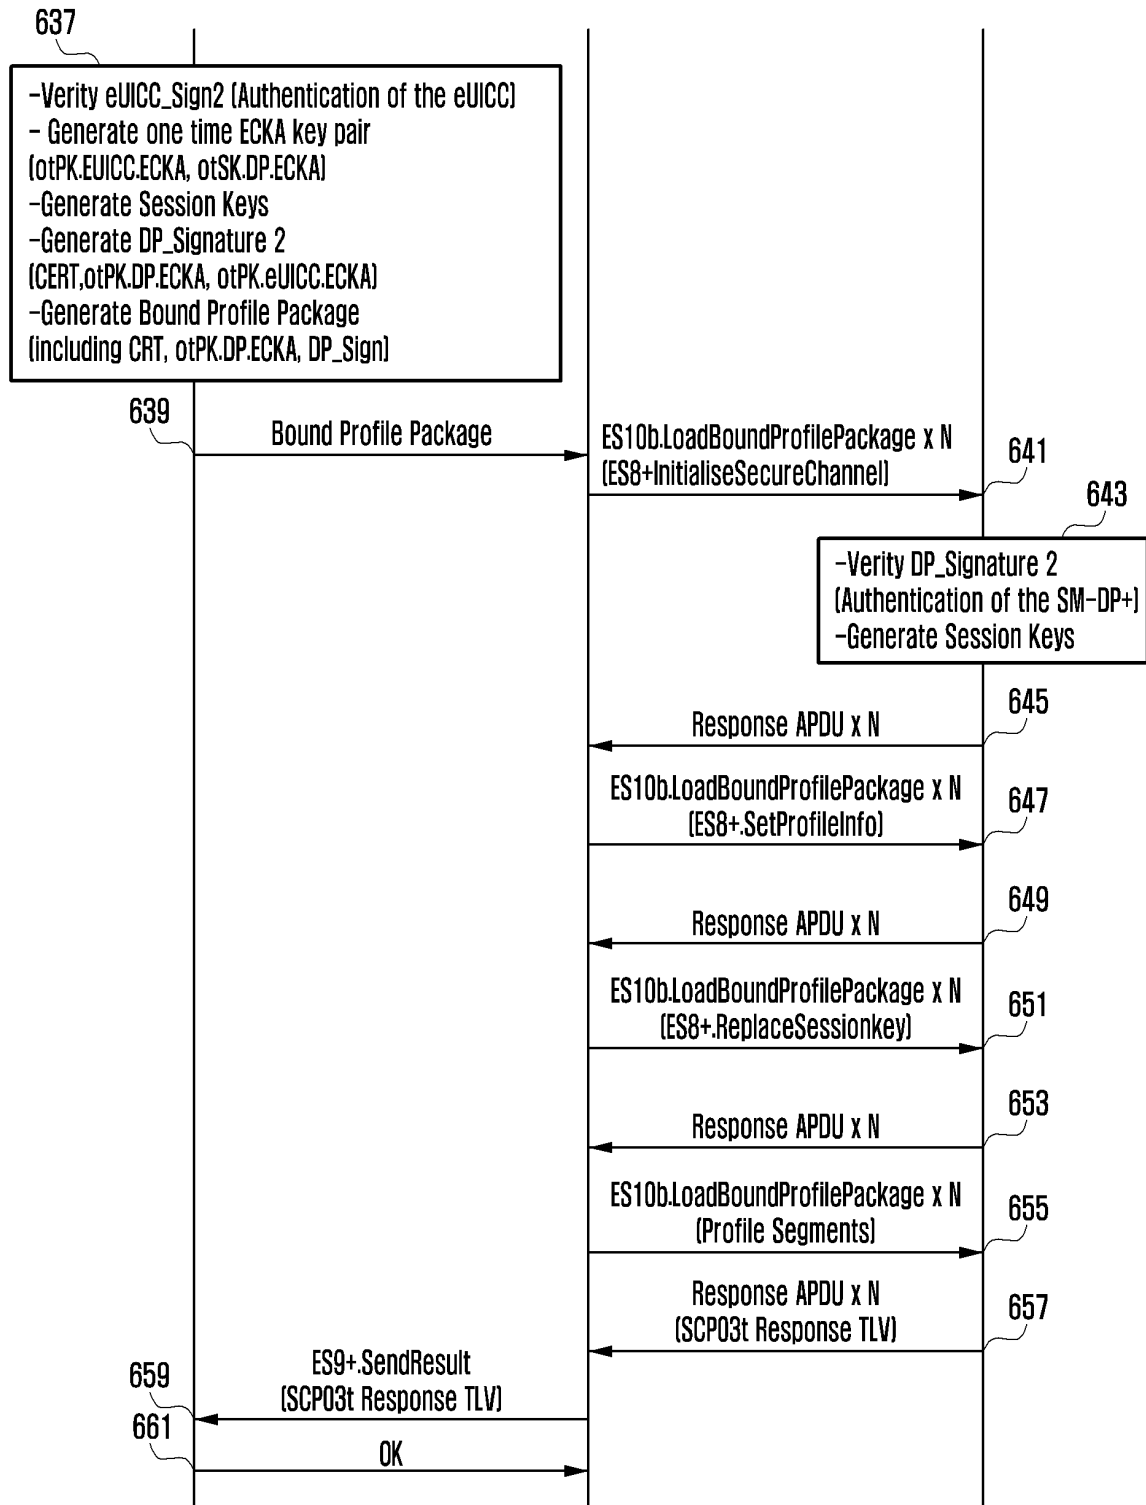 637
-Verity eUICC_Sign2 (Authentication of the eUICC)
- Generate one time ECKA key pair
(otPK.EUICC.ECKA, otSK.DP.ECKA)
-Generate Session Keys
-Generate DP_Signature 2
(CERT,otPK.DP.ECKA, otPK.eUICC.ECKA)
-Generate Bound Profile Package
(including CRT, otPK.DP.ECKA, DP_Sign)
639
Bound Profile Package
ES10b.LoadBoundProfilePackage x N
(ES8+InitialiseSecureChannel)
641
643
-Verity DP_Signature 2
(Authentication of the SM-DP+)
-Generate Session Keys
645
Response APDU x N
ES10b.LoadBoundProfilePackage x N
(ES8+.SetProfileInfo)
647
649
Response APDU x N
ES10b.LoadBoundProfilePackage x N
(ES8+.ReplaceSessionkey)
651
653
Response APDU x N
ES10b.LoadBoundProfilePackage x N
(Profile Segments)
655
Response APDU x N
(SCP03t Response TLV)
657
ES9+.SendResult
(SCP03t Response TLV)
659
661
OK